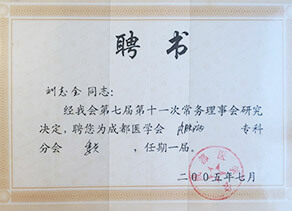 聘书
刘志全 同志:
经我会第七届第十一次常务理事会研究
决定,聘您为成都医学会 专科
分会 ,任期一届。
二00五年七月